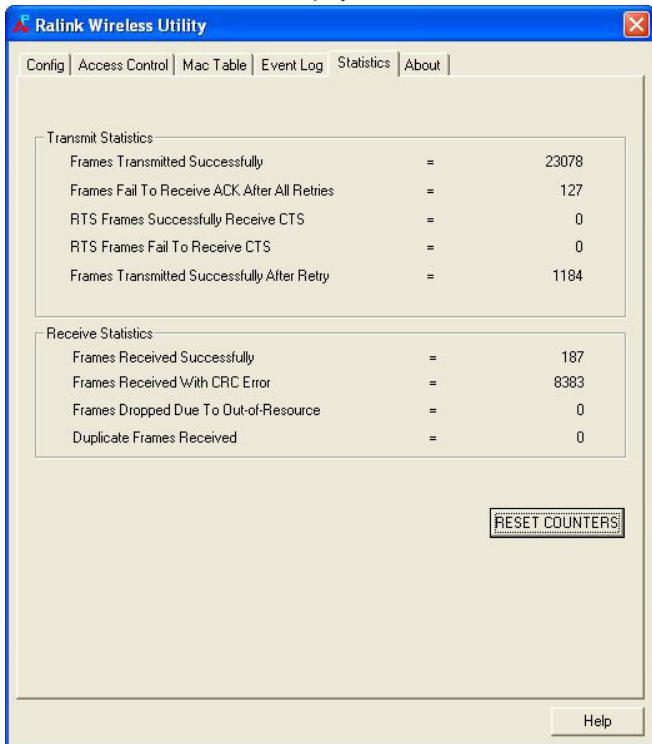 Ralink Wireless Utility
Config Access Control Mac Table Event Log Statistics About
Transmit Statistics
Frames Transmitted Successfully = 23078
Frames Fail To Receive ACK After All Retries = 127
RTS Frames Successfully Receive CTS = 0
RTS Frames Fail To Receive CTS = 0
Frames Transmitted Successfully After Retry = 1184
Receive Statistics
Frames Received Successfully = 187
Frames Received With CRC Error = 8383
Frames Dropped Due To Out-of-Resource = 0
Duplicate Frames Received = 0
RESET COUNTERS
Help